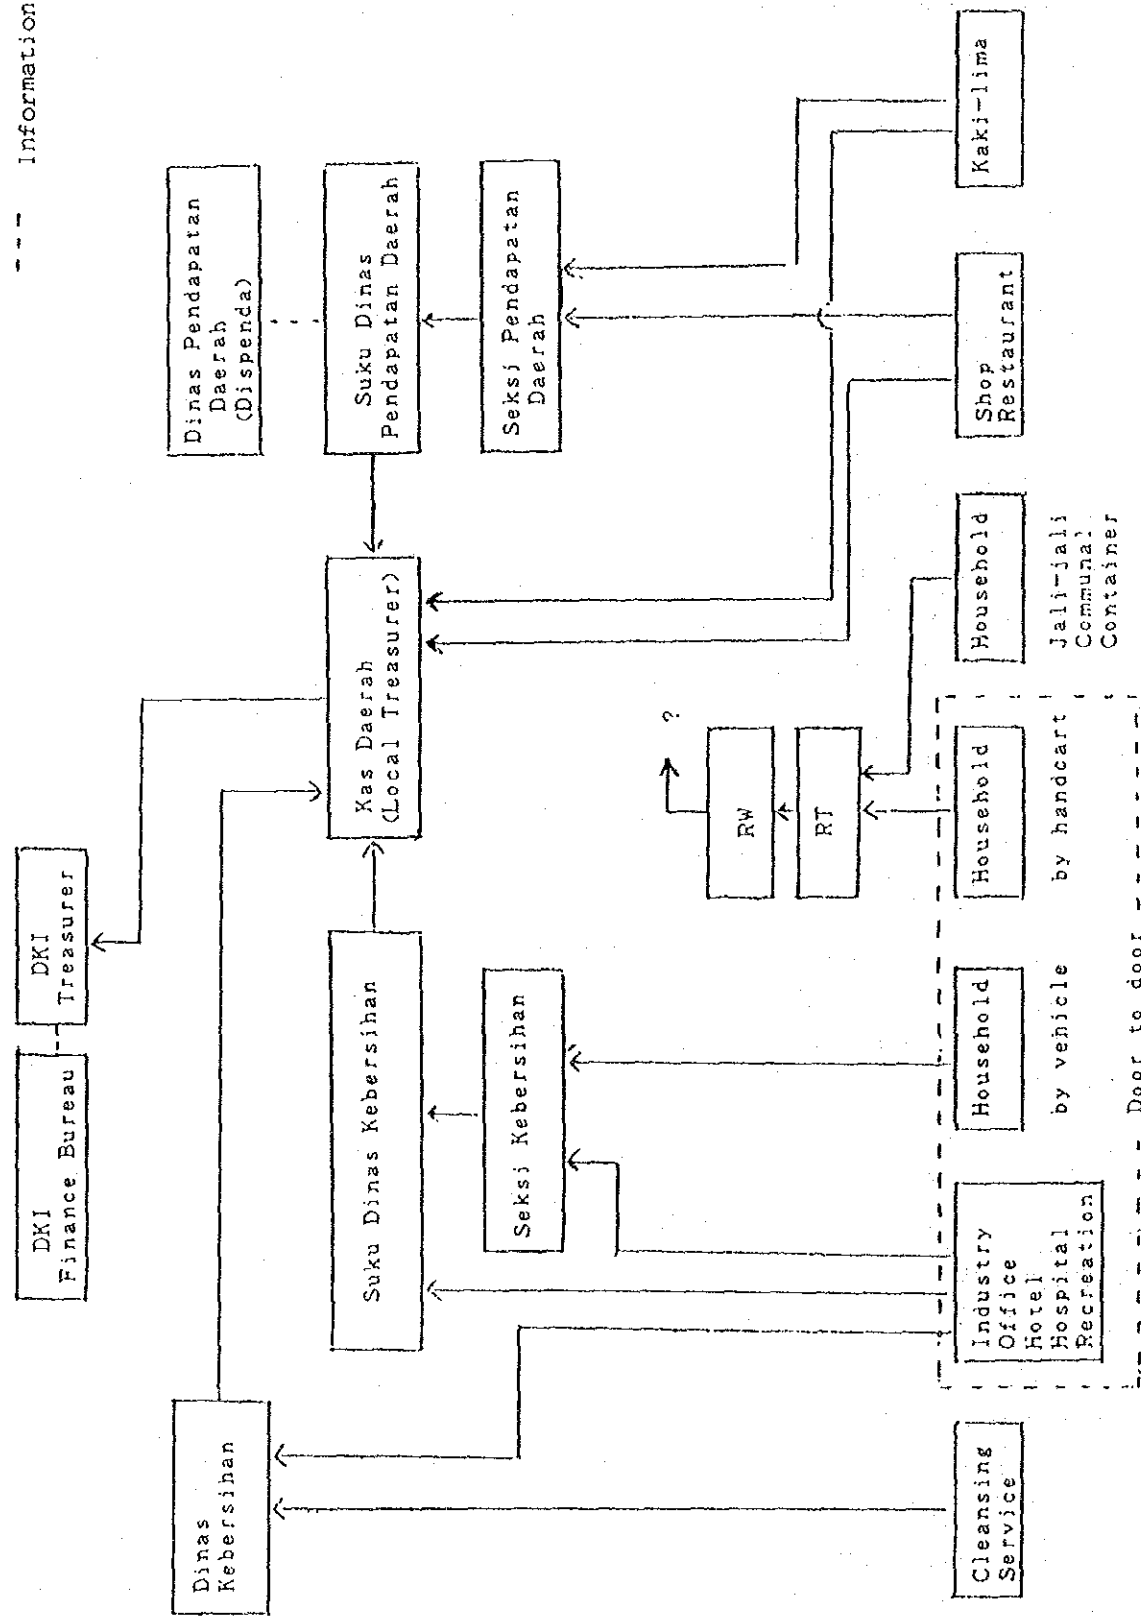 --- Information
DKI
Finance Bureau
DKI
Treasurer
Dinas
Kebersihan
Dinas Pendapatan
Daerah
(Dispenda)
Suku Dinas Kebersihan
Kas Daerah
(Local Treasurer)
Suku Dinas
Pendapatan Daerah
Seksi Kebersihan
Seksi Pendapatan
Daerah
?
RW
RT
Cleansing
Service
Industry
Office
Hotel
Hospital
Recreation
Household
by vehicle
Household
by handcart
Household
Jali-jali
Communal
Container
Shop
Restaurant
Kaki-lima
Door to door